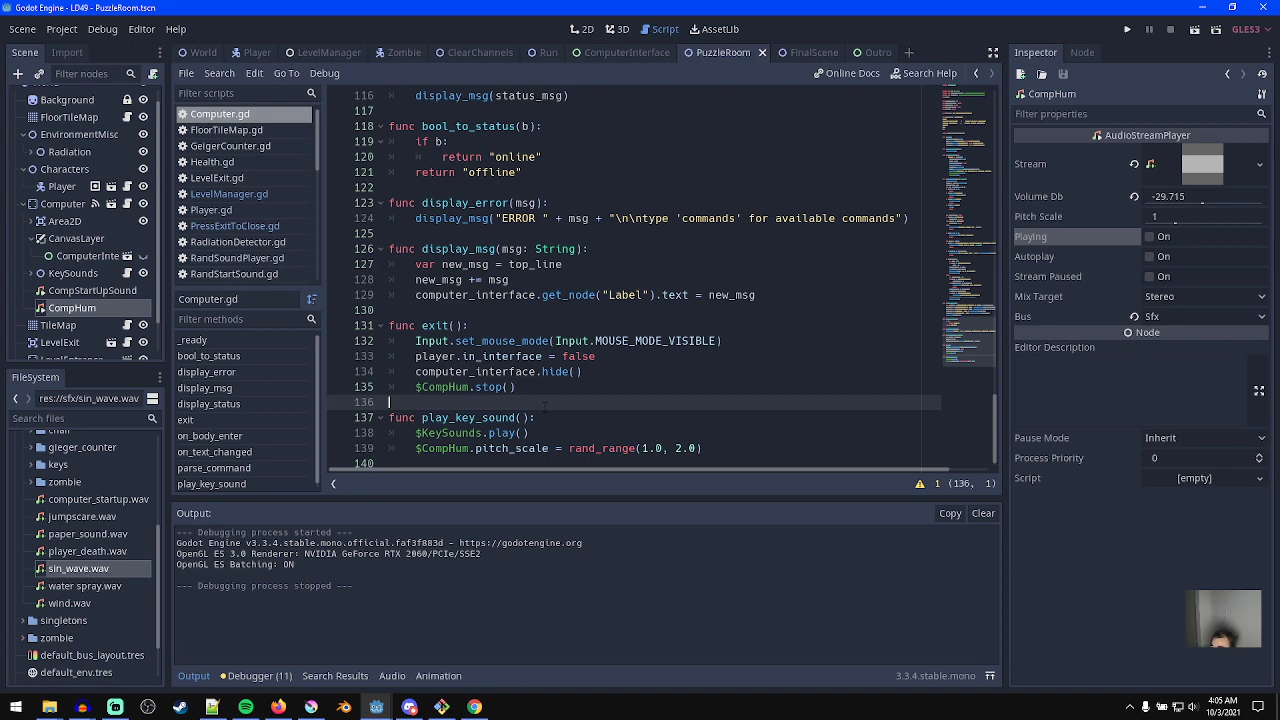 Godot Engine - LD49 - PuzzleRoom.tscn
Scene Project Debug Editor Help
2D 3D Script AssetLib
GLES3
Scene Import
World Player LevelManager Zombie ClearChannels Run ComputerInterface PuzzleRoom FinalScene Outro
Inspector Node
Filter nodes
File Search Edit Go To Debug
Online Docs Search Help
Background
FloorTileMap
EnvironmentMisc
Radiation
Player
Computer
Area2D
CanvasLayer
KeySounds
CompStartUpSound
CompHum
TileMap
Filter scripts
Computer.gd
FloorTileMap.gd
GeigerCounter.gd
Health.gd
LevelExit.gd
LevelManager.gd
Player.gd
PressExitToClear.gd
RadiationDetector.gd
RandSoundPlayer.gd
RandStartSound.gd
Computer.gd
Filter methods
_ready
bool_to_status
display_error
display_msg
display_status
exit
on_body_enter
on_text_changed
parse_command
play_key_sound
116 display_msg(status_msg)
117
118 func bool_to_status(b):
119 if b:
120 return "online"
121 return "offline"
122
123 func display_error(msg):
124 display_msg("ERROR " + msg + "\n\ntype 'commands' for available commands")
125
126 func display_msg(msg: String):
127 var new_msg = top_line
128 new_msg += msg
129 computer_interface.get_node("Label").text = new_msg
130
131 func exit():
132 Input.set_mouse_mode(Input.MOUSE_MODE_VISIBLE)
133 player.in_interface = false
134 computer_interface.hide()
135 $CompHum.stop()
136
137 func play_key_sound():
138 $KeySounds.play()
139 $CompHum.pitch_scale = rand_range(1.0, 2.0)
140
1 (136, 1)
FileSystem
res://sfx/sin_wave.wav
Search files
gieger_counter
keys
zombie
computer_startup.wav
jumpscare.wav
paper_sound.wav
player_death.wav
sin_wave.wav
water spray.wav
wind.wav
singletons
zombie
default_bus_layout.tres
default_env.tres
Output:
Copy Clear
--- Debugging process started ---
Godot Engine v3.3.4.stable.mono.official.faf3f883d - https://godotengine.org
OpenGL ES 3.0 Renderer: NVIDIA GeForce RTX 2060/PCIe/SSE2
OpenGL ES Batching: ON
--- Debugging process stopped ---
Output Debugger (11) Search Results Audio Animation
3.3.4.stable.mono
CompHum
Filter properties
AudioStreamPlayer
Stream
Volume Db -29.715
Pitch Scale 1
Playing On
Autoplay On
Stream Paused On
Mix Target Stereo
Bus Sfx
Node
Editor Description
Pause Mode Inherit
Process Priority 0
Script [empty]
4:05 AM
10/3/2021